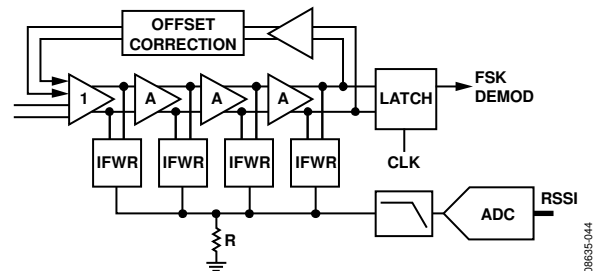 OFFSET
CORRECTION
1
A
A
A
LATCH
FSK
DEMOD
IFWR
IFWR
IFWR
IFWR
CLK
R
ADC
RSSI
08635-044